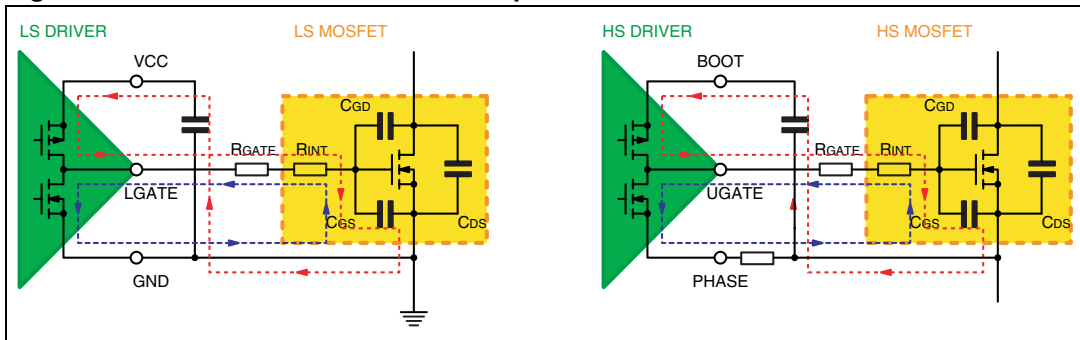 LS DRIVER
LS MOSFET
VCC
CGD
RGATE
RINT
LGATE
CGS
CDS
GND
HS DRIVER
HS MOSFET
BOOT
CGD
RGATE
RINT
UGATE
CGS
CDS
PHASE